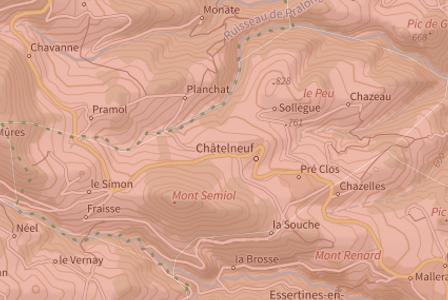 Monate
Ruisseau de Pralong
Pic de G
668
Chavanne
Planchat
828
le Peu
Chazeau
Sollègue
Pramol
761
Mûres
Châtelneuf
Pré Clos
le Simon
Chazelles
Mont Semiol
Fraisse
Pic
Néel
la Souche
le Vernay
la Brosse
Mont Renard
Essertines-en-
Mallera